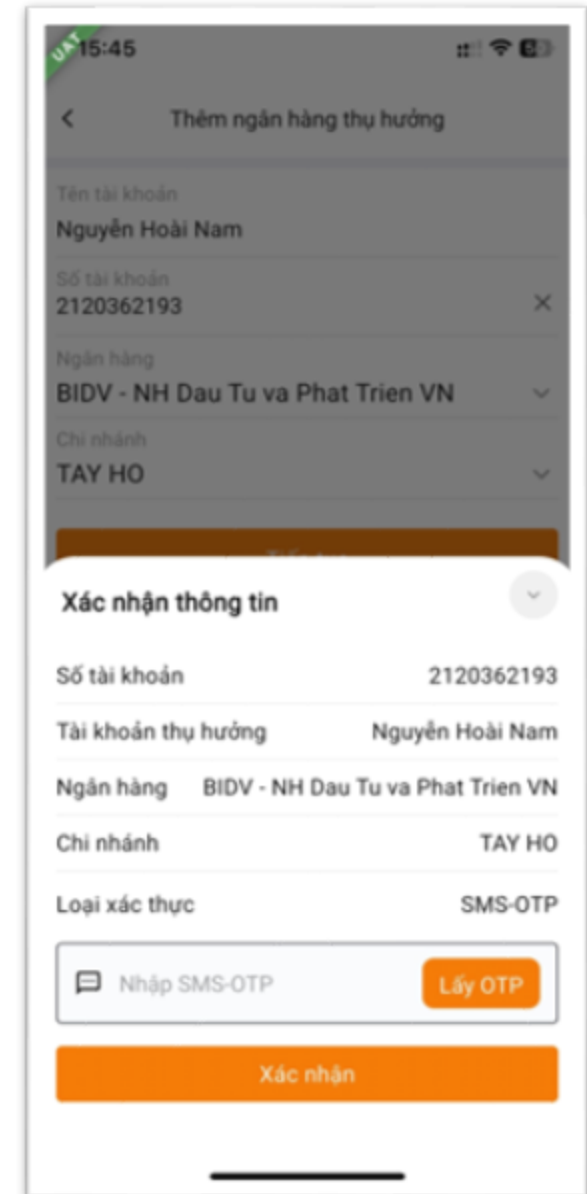 UAT
15:45
Thêm ngân hàng thụ hưởng
Tên tài khoản
Nguyễn Hoài Nam
Số tài khoản
2120362193
Ngân hàng
BIDV - NH Dau Tu va Phat Trien VN
Chi nhánh
TAY HO
Xác nhận thông tin
Số tài khoản 2120362193
Tài khoản thụ hưởng Nguyễn Hoài Nam
Ngân hàng BIDV - NH Dau Tu va Phat Trien VN
Chi nhánh TAY HO
Loại xác thực SMS-OTP
Nhập SMS-OTP Lấy OTP
Xác nhận